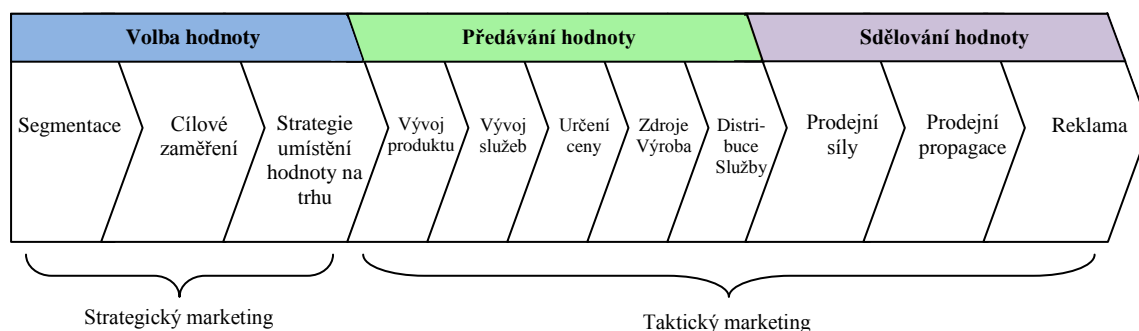 Volba hodnoty
Předávání hodnoty
Sdělování hodnoty
Segmentace
Cílové
zaměření
Strategie
umístění
hodnoty na
trhu
Vývoj
produktu
Vývoj
služeb
Určení
ceny
Zdroje
Výroba
Distri-
buce
Služby
Prodejní
síly
Prodejní
propagace
Reklama
Strategický marketing
Taktický marketing